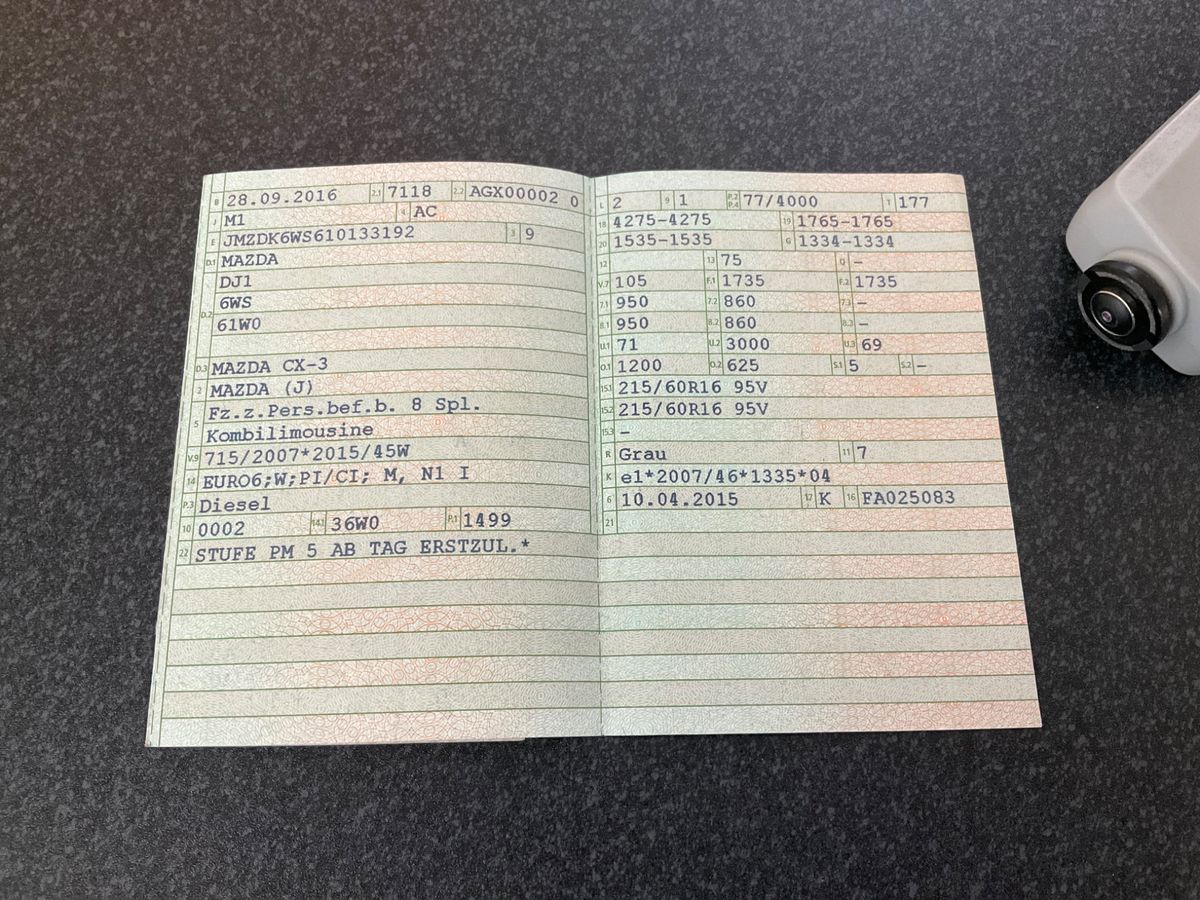 B 28.09.2016 2.1 7118 2.2 AGX00002 0
J M1 4 AC
E JMZDK6WS610133192 3 9
D.1 MAZDA
DJ1
D.2 6WS
61W0
D.3 MAZDA CX-3
2 MAZDA (J)
5 Fz.z.Pers.bef.b. 8 Spl.
Kombilimousine
V.9 715/2007*2015/45W
14 EURO6;W;PI/CI; M, N1 I
P.3 Diesel
10 0002 14.1 36W0 P.1 1499
22 STUFE PM 5 AB TAG ERSTZUL.*
L 2 9 1 P.2 P.4 77/4000 T 177
18 4275-4275 19 1765-1765
20 1535-1535 G 1334-1334
12 13 75 Q -
V.7 105 F.1 1735 F.2 1735
7.1 950 7.2 860 7.3 -
8.1 950 8.2 860 8.3 -
U.1 71 U.2 3000 U.3 69
O.1 1200 O.2 625 S.1 5 S.2 -
15.1 215/60R16 95V
15.2 215/60R16 95V
15.3 -
R Grau 11 7
K e1*2007/46*1335*04
6 10.04.2015 17 K 16 FA025083
21